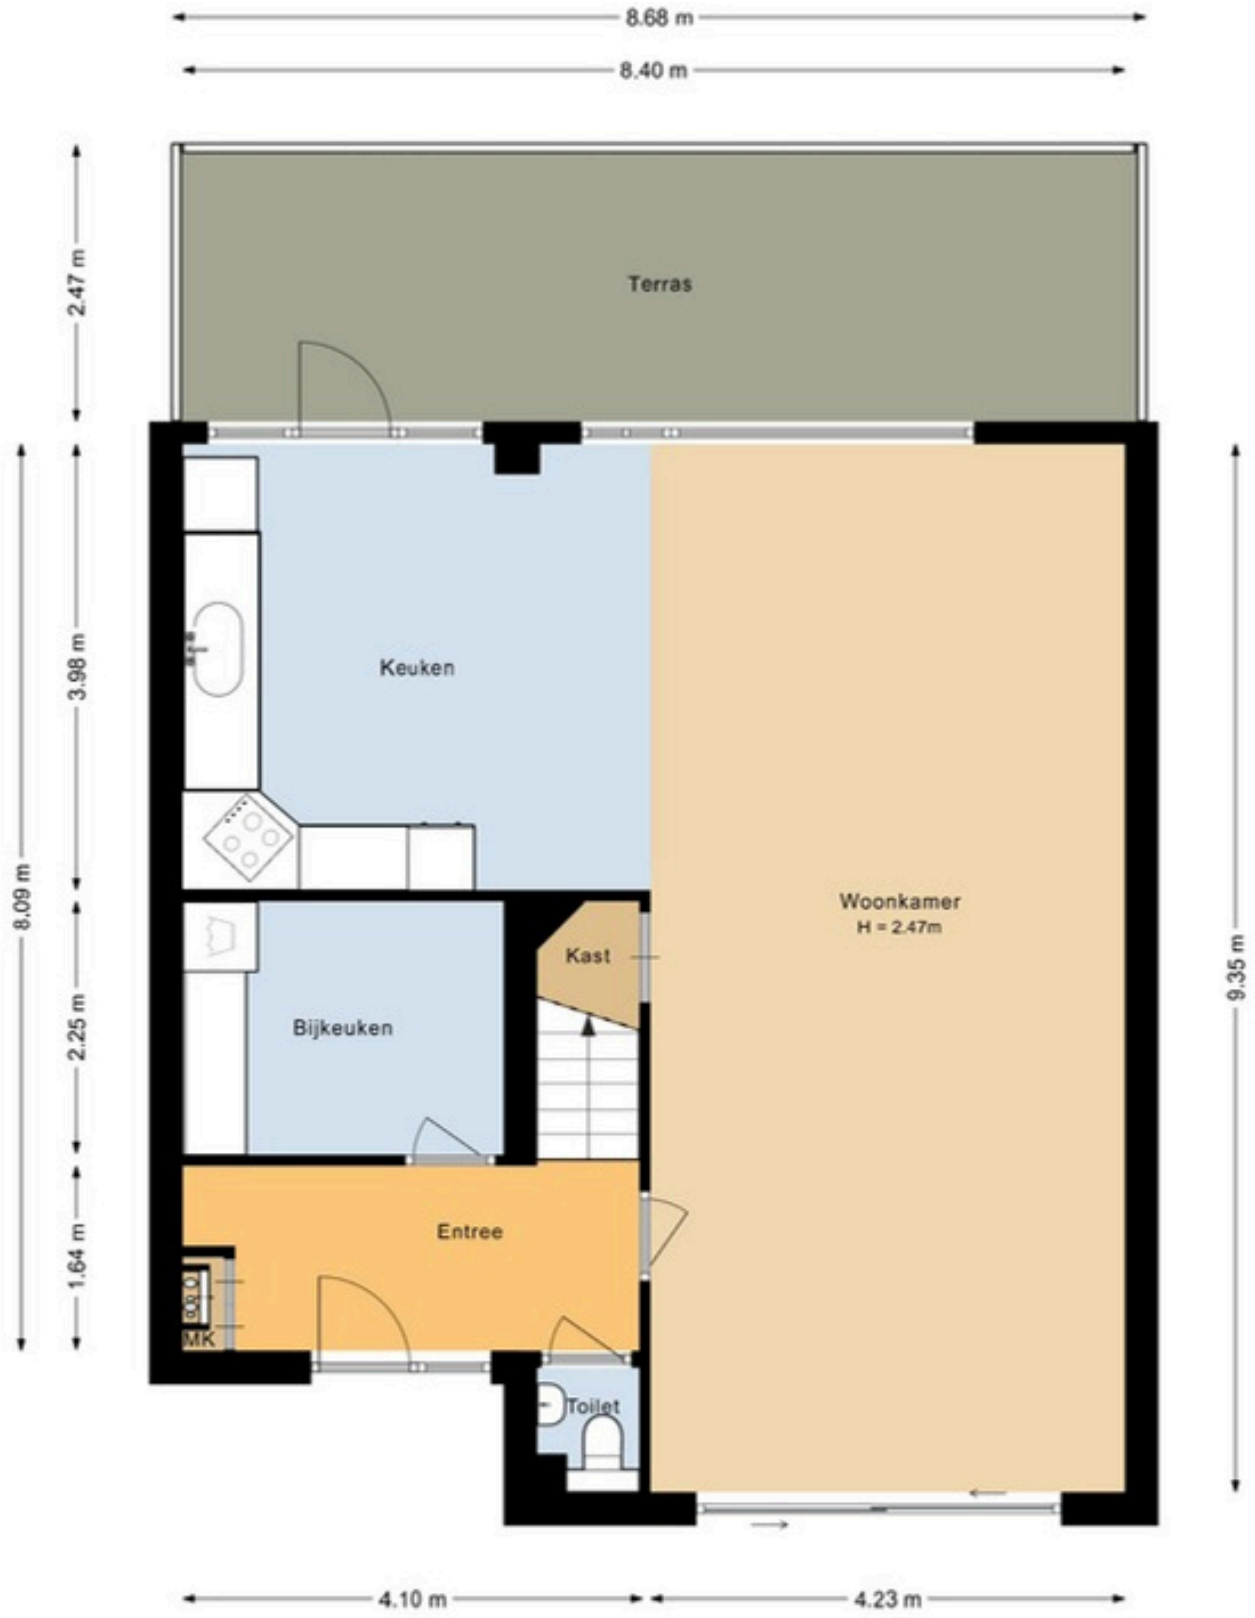 8.68 m
8.40 m
2.47 m
Terras
8.09 m
3.98 m
Keuken
Woonkamer
H = 2.47m
9.35 m
Kast
2.25 m
Bijkeuken
1.64 m
Entree
MK
Toilet
4.10 m
4.23 m